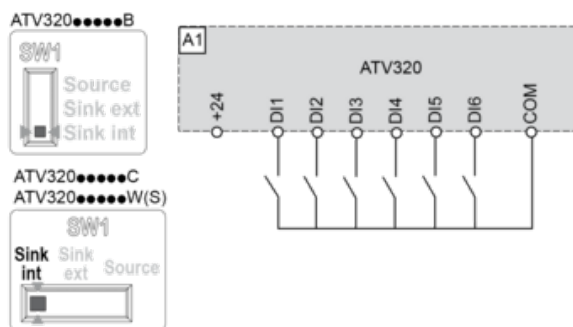 ATV320●●●●●B
SW1
Source
Sink ext
Sink int
ATV320●●●●●C
ATV320●●●●●W(S)
SW1
Sink int
Sink ext
Source
A1
ATV320
+24
DI1
DI2
DI3
DI4
DI5
DI6
COM